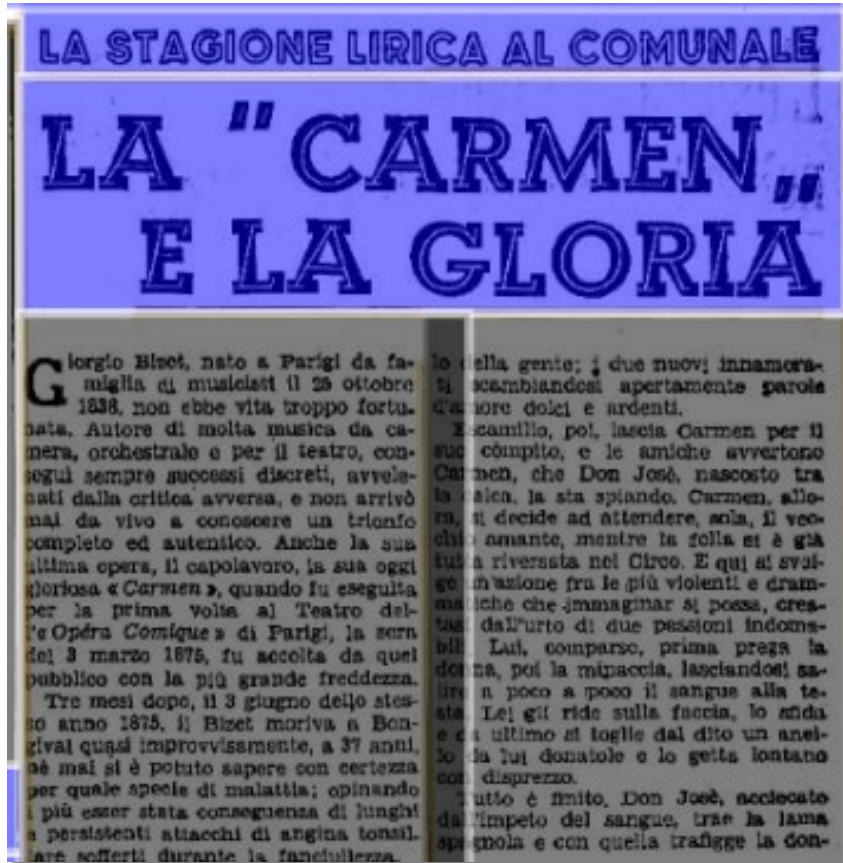 LA STAGIONE LIRICA AL COMUNALE
LA "CARMEN„
E LA GLORIA
Giorgio Bizet, nato a Parigi da fa-
miglia di musicisti il 25 ottobre
1838, non ebbe vita troppo fortu-
nata. Autore di molta musica da ca-
mera, orchestrale e per il teatro, con-
seguì sempre successi discreti, avvele-
nati dalla critica avversa, e non arrivò
mai da vivo a conoscere un trionfo
completo ed autentico. Anche la sua
ultima opera, il capolavoro, la sua oggi
gloriosa «Carmen», quando fu eseguita
per la prima volta al Teatro del-
l'«Opéra Comique» di Parigi, la sera
del 3 marzo 1875, fu accolta da quel
pubblico con la più grande freddezza.
Tre mesi dopo, il 3 giugno dello stes-
so anno 1875, il Bizet moriva a Bon-
gival quasi improvvisamente, a 37 anni,
nè mai si è potuto sapere con certezza
per quale specie di malattia; opinando
i più esser stata conseguenza di lunghi
e persistenti attacchi di angina tonsil-
lare sofferti durante la fanciullezza.
lo della gente; i due nuovi innamora-
ti scambiandosi apertamente parole
d'amore dolci e ardenti.
Escamillo, poi, lascia Carmen per il
suo còmpito, e le amiche avvertono
Carmen, che Don Josè, nascosto tra
la calca, la sta spiando. Carmen, allo-
ra, si decide ad attendere, sola, il vec-
chio amante, mentre la folla si è già
tutta riversata nel Circo. E qui si svol-
ge un'azione fra le più violenti e dram-
matiche che immaginar si possa, crea-
tasi dall'urto di due passioni indoma-
bili. Lui, comparso, prima prega la
donna, poi la minaccia, lasciandosi sa-
lire a poco a poco il sangue alla te-
sta. Lei gli ride sulla faccia, lo sfida
e da ultimo si toglie dal dito un anel-
lo da lui donatole e lo getta lontano
con disprezzo.
Tutto è finito. Don Josè, acciecato
dall'impeto del sangue, trae la lama
spagnola e con quella trafigge la don-